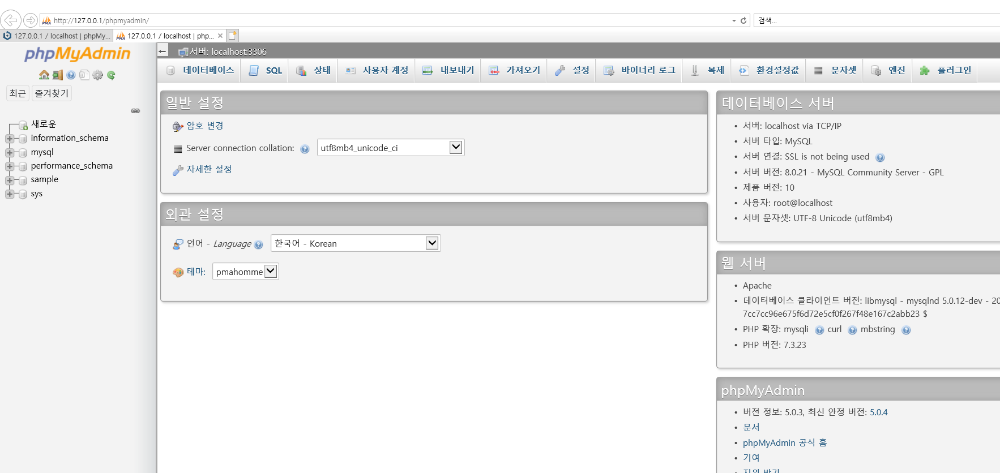 http://127.0.0.1/phpmyadmin/
검색...
127.0.0.1 / localhost | phpMy...
127.0.0.1 / localhost | php...
phpMyAdmin
최근 즐겨찾기
새로운
information_schema
mysql
performance_schema
sample
sys
서버: localhost:3306
데이터베이스 SQL 상태 사용자 계정 내보내기 가져오기 설정 바이너리 로그 복제 환경설정값 문자셋 엔진 플러그인
일반 설정
암호 변경
Server connection collation: utf8mb4_unicode_ci
자세한 설정
외관 설정
언어 - Language 한국어 - Korean
테마: pmahomme
데이터베이스 서버
• 서버: localhost via TCP/IP
• 서버 타입: MySQL
• 서버 연결: SSL is not being used
• 서버 버전: 8.0.21 - MySQL Community Server - GPL
• 제품 버전: 10
• 사용자: root@localhost
• 서버 문자셋: UTF-8 Unicode (utf8mb4)
웹 서버
• Apache
• 데이터베이스 클라이언트 버전: libmysql - mysqlnd 5.0.12-dev - 20
7cc7cc96e675f6d72e5cf0f267f48e167c2abb23 $
• PHP 확장: mysqli curl mbstring
• PHP 버전: 7.3.23
phpMyAdmin
• 버전 정보: 5.0.3, 최신 안정 버전: 5.0.4
• 문서
• phpMyAdmin 공식 홈
• 기여